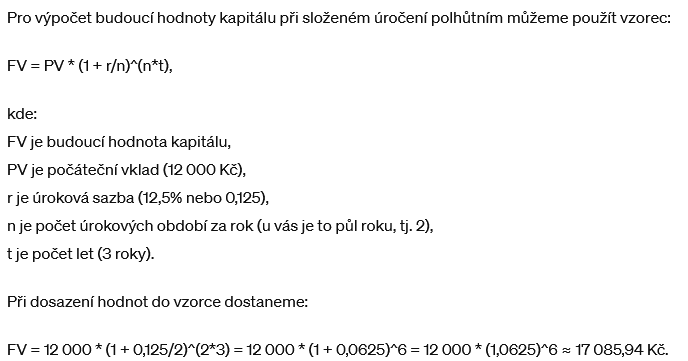 Pro výpočet budoucí hodnoty kapitálu při složeném úročení polhůtním můžeme použít vzorec:
FV = PV * (1 + r/n)^(n*t),
kde:
FV je budoucí hodnota kapitálu,
PV je počáteční vklad (12 000 Kč),
r je úroková sazba (12,5% nebo 0,125),
n je počet úrokových období za rok (u vás je to půl roku, tj. 2),
t je počet let (3 roky).
Při dosazení hodnot do vzorce dostaneme:
FV = 12 000 * (1 + 0,125/2)^(2*3) = 12 000 * (1 + 0,0625)^6 = 12 000 * (1,0625)^6 ≈ 17 085,94 Kč.